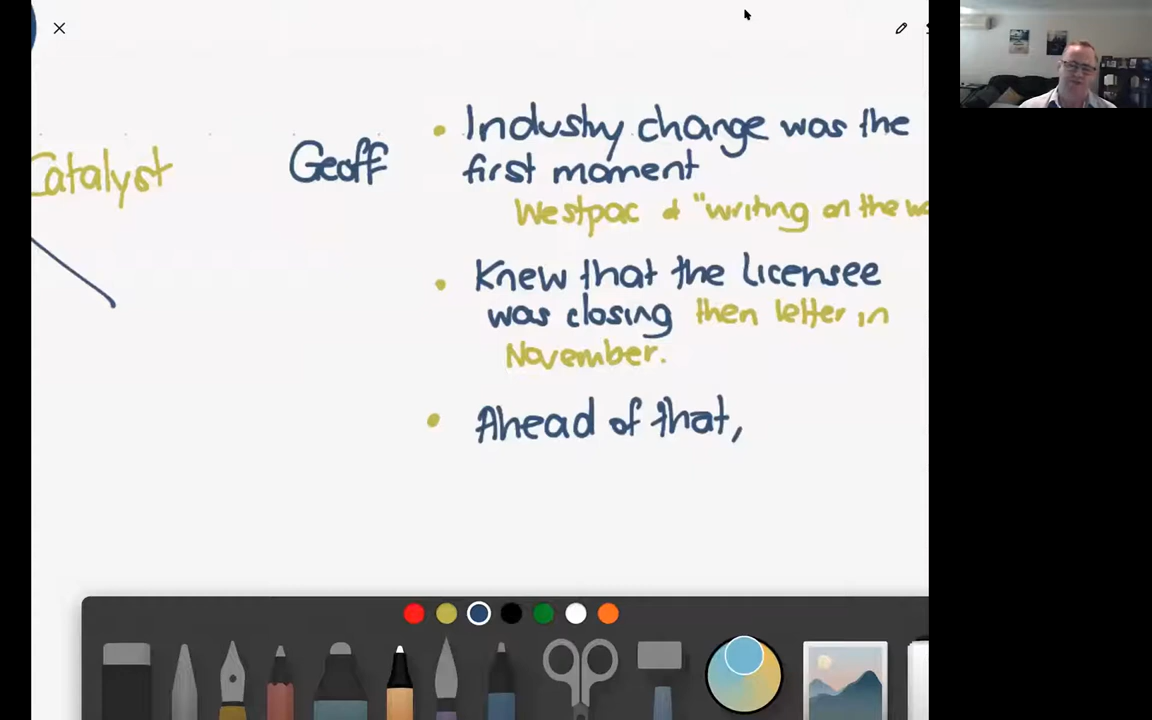 Catalyst
Geoff
• Industry change was the
first moment
Westpac & "writing on the
• Knew that the licensee
was closing then letter in
November.
• Ahead of that,